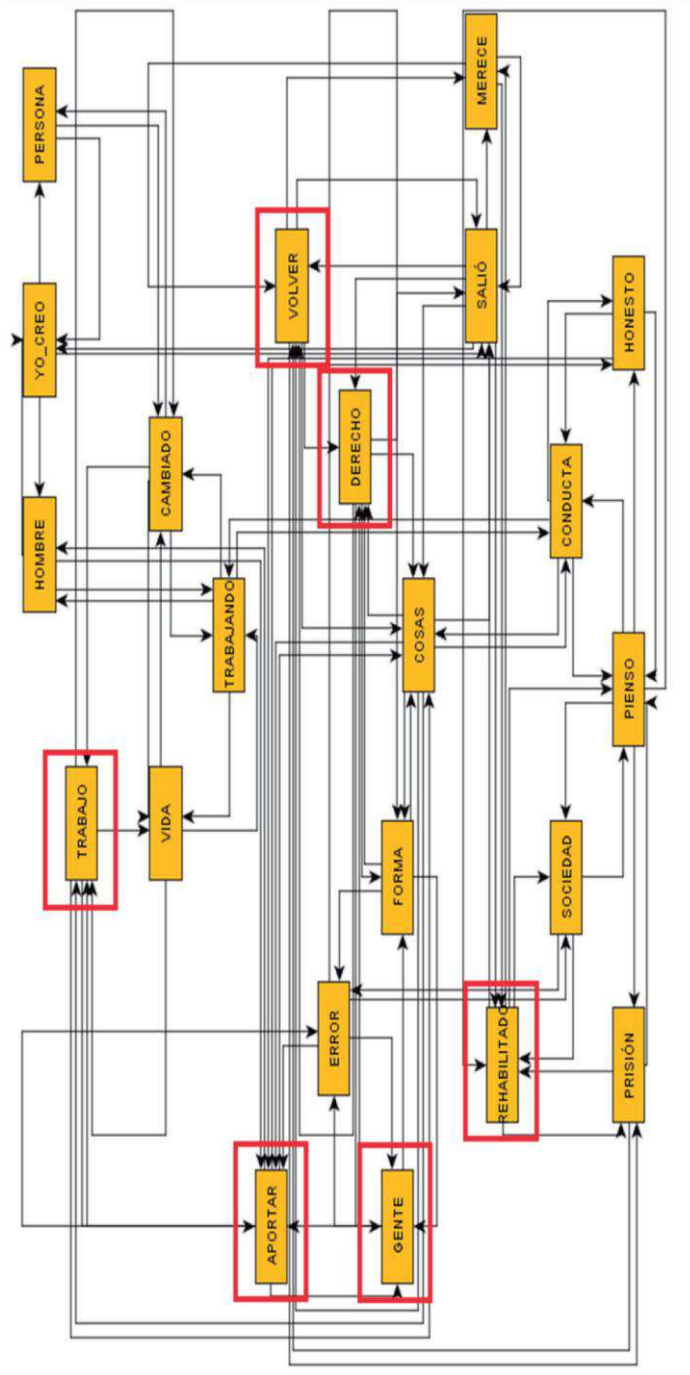 PERSONA
YO_CREO
HOMBRE
CAMBIADO
TRABAJANDO
TRABAJO
VIDA
MERECE
VOLVER
SALIÓ
HONESTO
DERECHO
CONDUCTA
COSAS
PIENSO
FORMA
SOCIEDAD
ERROR
REHABILITADO
PRISIÓN
APORTAR
GENTE